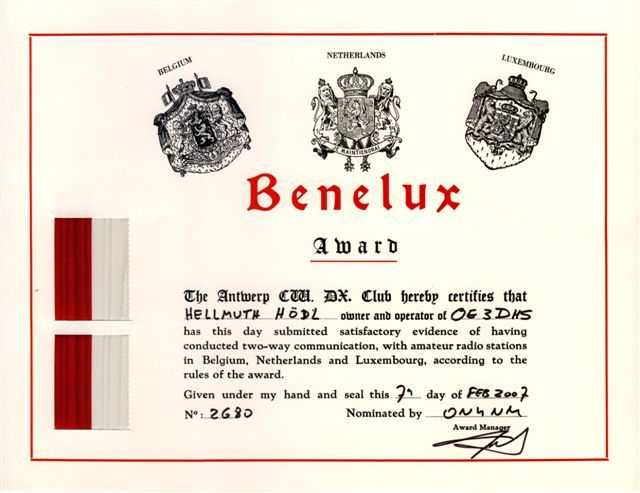 BELGIUM
NETHERLANDS
LUXEMBOURG
MAINTIENDRAI
Benelux
Award
The Antwerp CW. DX. Club hereby certifies that
HELLMUTH HÖDL owner and operator of OE3DHS
has this day submitted satisfactory evidence of having
conducted two-way communication, with amateur radio stations
in Belgium, Netherlands and Luxembourg, according to the
rules of the award.
Given under my hand and seal this 7th day of FEB 2007
Nº: 2680 Nominated by ON4NM
Award Manager